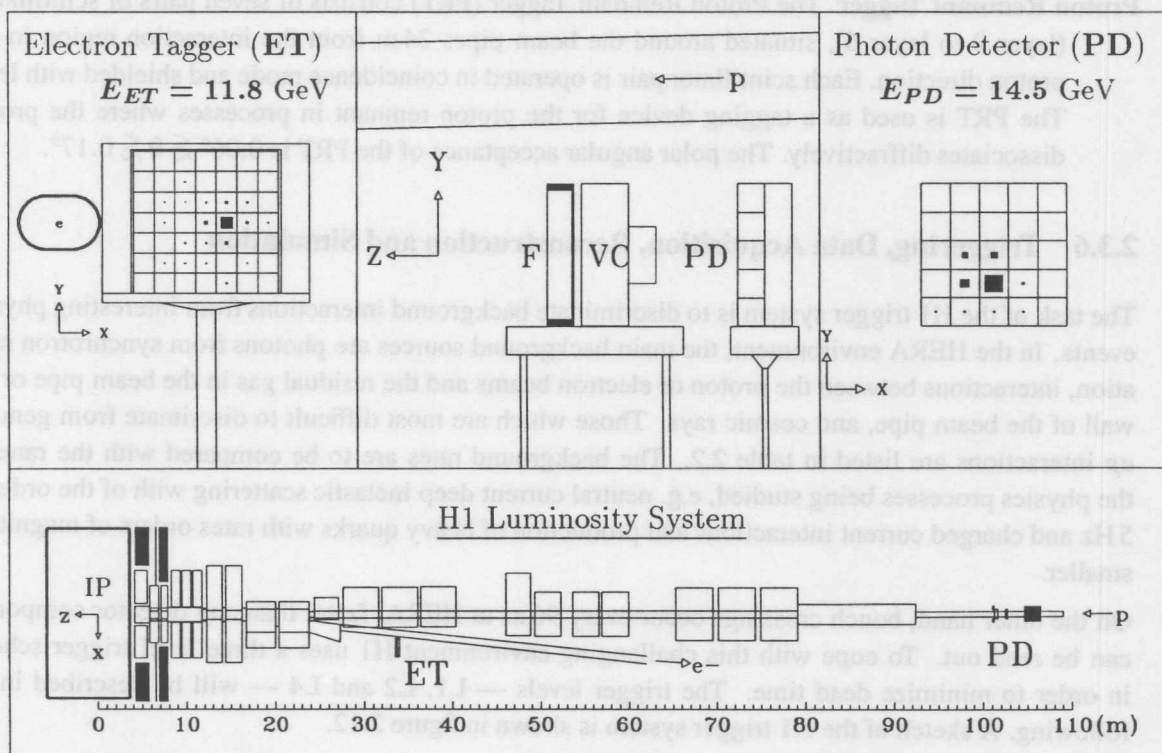 Electron Tagger (ET)
E_ET = 11.8 GeV
p
Photon Detector (PD)
E_PD = 14.5 GeV
e
Y
X
Y
Z
F
VC
PD
Y
X
H1 Luminosity System
IP
Z
X
ET
e
PD
p
0 10 20 30 40 50 60 70 80 90 100 110(m)